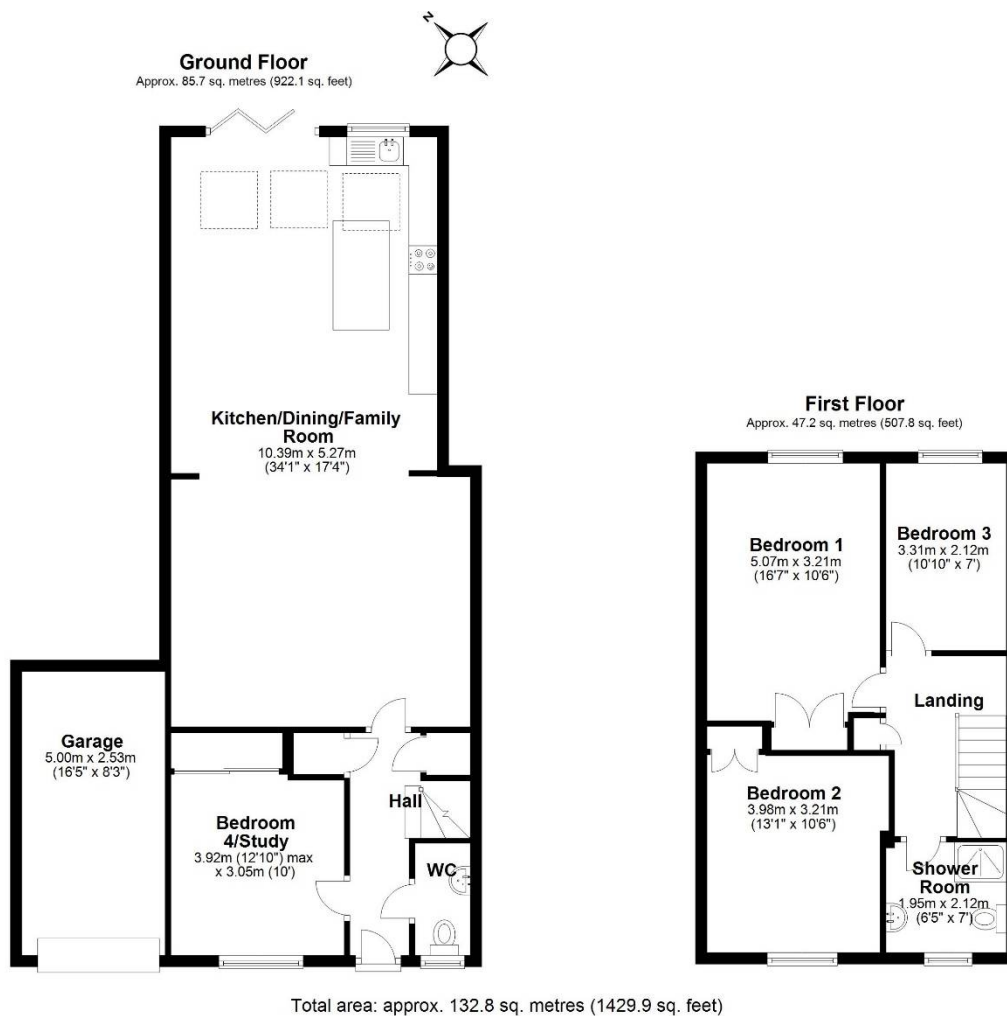 N
Ground Floor
Approx. 85.7 sq. metres (922.1 sq. feet)
Kitchen/Dining/Family
Room
10.39m x 5.27m
(34'1" x 17'4")
Garage
5.00m x 2.53m
(16'5" x 8'3")
Bedroom
4/Study
3.92m (12'10") max
x 3.05m (10')
Hall
WC
First Floor
Approx. 47.2 sq. metres (507.8 sq. feet)
Bedroom 1
5.07m x 3.21m
(16'7" x 10'6")
Bedroom 3
3.31m x 2.12m
(10'10" x 7')
Landing
Bedroom 2
3.98m x 3.21m
(13'1" x 10'6")
Shower
Room
1.95m x 2.12m
(6'5" x 7')
Total area: approx. 132.8 sq. metres (1429.9 sq. feet)